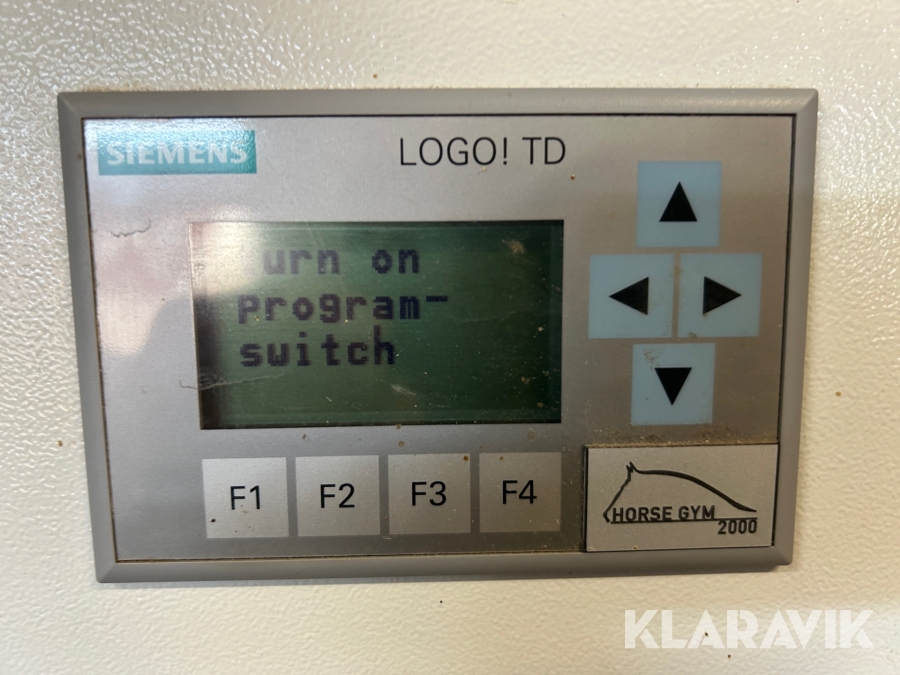 SIEMENS
LOGO! TD
urn on
program-
switch
F1 F2 F3 F4
HORSE GYM
2000
KLARAVIK